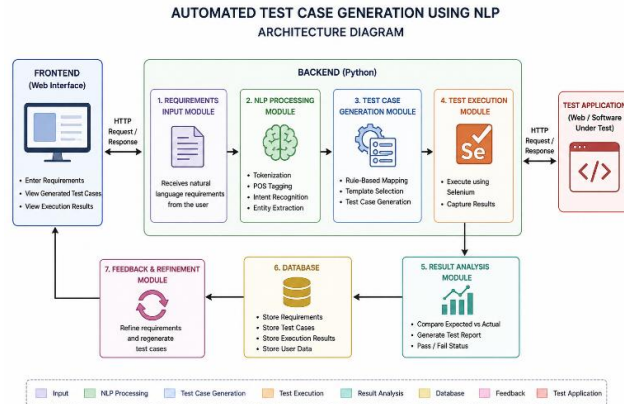 AUTOMATED TEST CASE GENERATION USING NLP
ARCHITECTURE DIAGRAM
FRONTEND
(Web Interface)
• Enter Requirements
• View Generated Test Cases
• View Execution Results
HTTP
Request /
Response
BACKEND (Python)
1. REQUIREMENTS
INPUT MODULE
Receives natural
language requirements
from the user
2. NLP PROCESSING
MODULE
• Tokenization
• POS Tagging
• Intent Recognition
• Entity Extraction
3. TEST CASE
GENERATION MODULE
• Rule-Based Mapping
• Template Selection
• Test Case Generation
4. TEST EXECUTION
MODULE
Se
• Execute using
Selenium
• Capture Results
HTTP
Request /
Response
TEST APPLICATION
(Web / Software
Under Test)
</>
7. FEEDBACK & REFINEMENT
MODULE
Refine requirements
and regenerate
test cases
6. DATABASE
• Store Requirements
• Store Test Cases
• Store Execution Results
• Store User Data
5. RESULT ANALYSIS
MODULE
• Compare Expected vs Actual
• Generate Test Report
• Pass / Fail Status
Input
NLP Processing
Test Case Generation
Test Execution
Result Analysis
Database
Feedback
Test Application